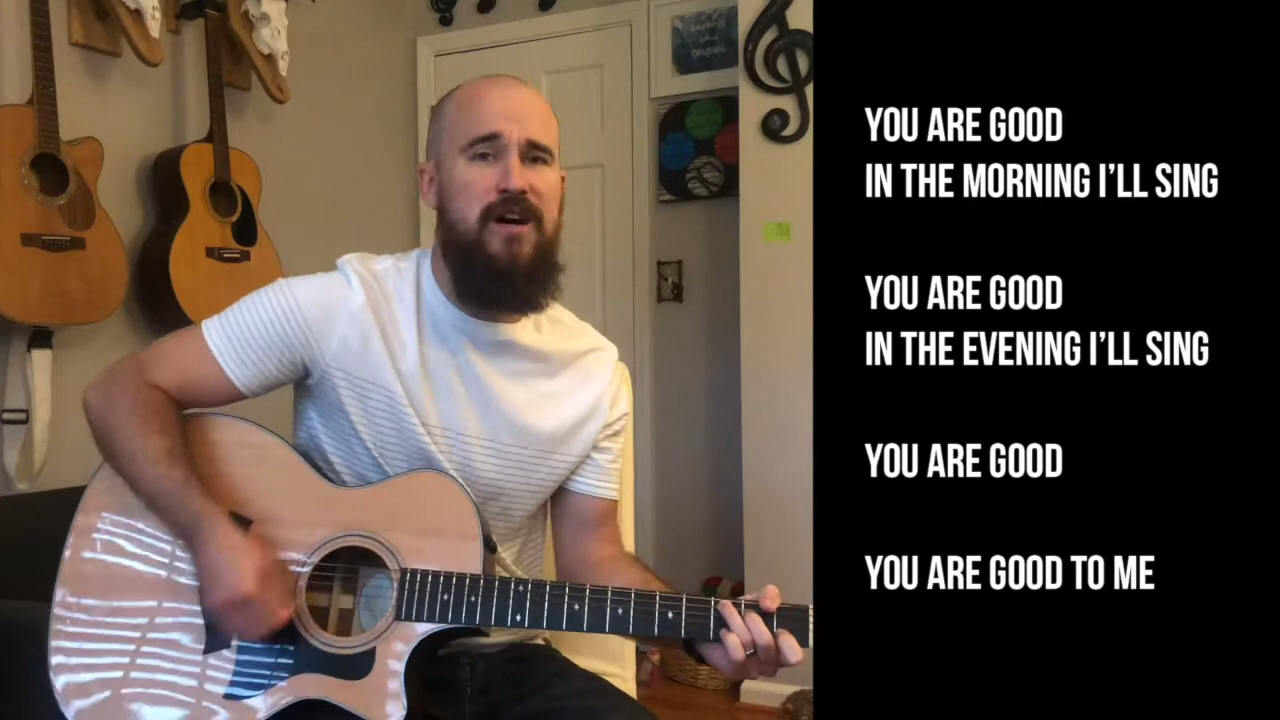 YOU ARE GOOD
IN THE MORNING I’LL SING
YOU ARE GOOD
IN THE EVENING I’LL SING
YOU ARE GOOD
YOU ARE GOOD TO ME